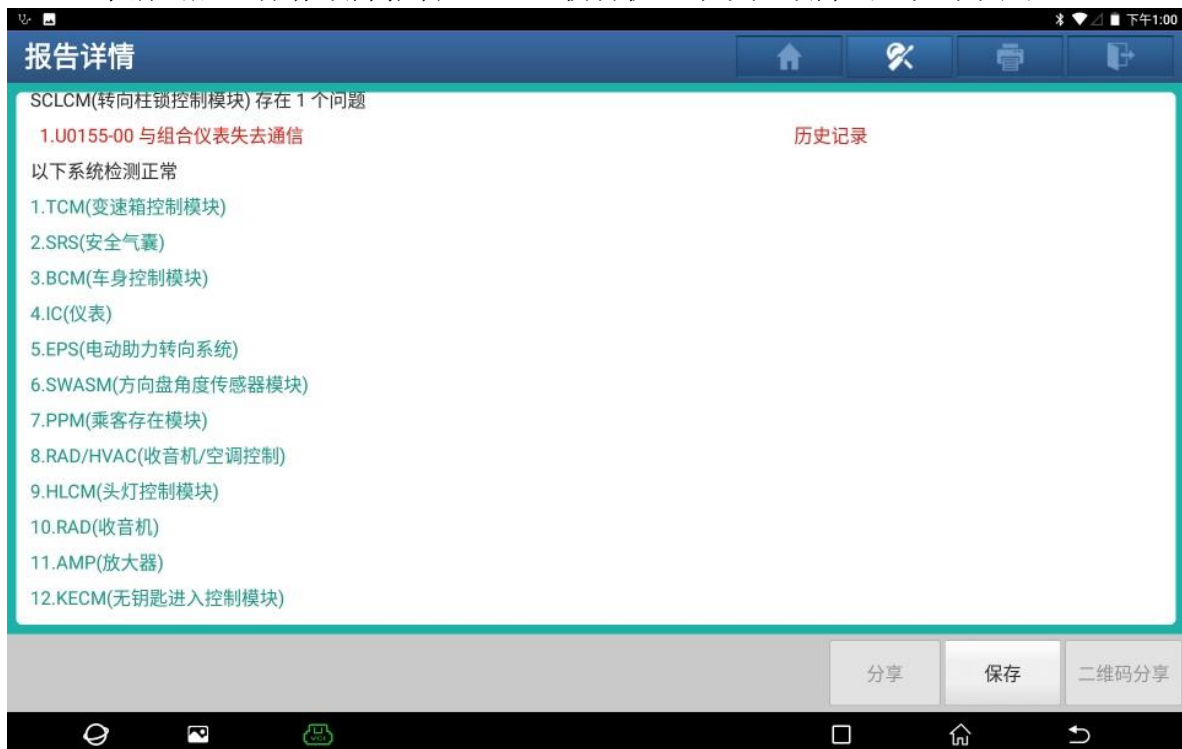 下午1:00
报告详情
SCLCM(转向柱锁控制模块) 存在 1 个问题
1.U0155-00 与组合仪表失去通信 历史记录
以下系统检测正常
1.TCM(变速箱控制模块)
2.SRS(安全气囊)
3.BCM(车身控制模块)
4.IC(仪表)
5.EPS(电动助力转向系统)
6.SWASM(方向盘角度传感器模块)
7.PPM(乘客存在模块)
8.RAD/HVAC(收音机/空调控制)
9.HLCM(头灯控制模块)
10.RAD(收音机)
11.AMP(放大器)
12.KECM(无钥匙进入控制模块)
分享 保存 二维码分享
VCI